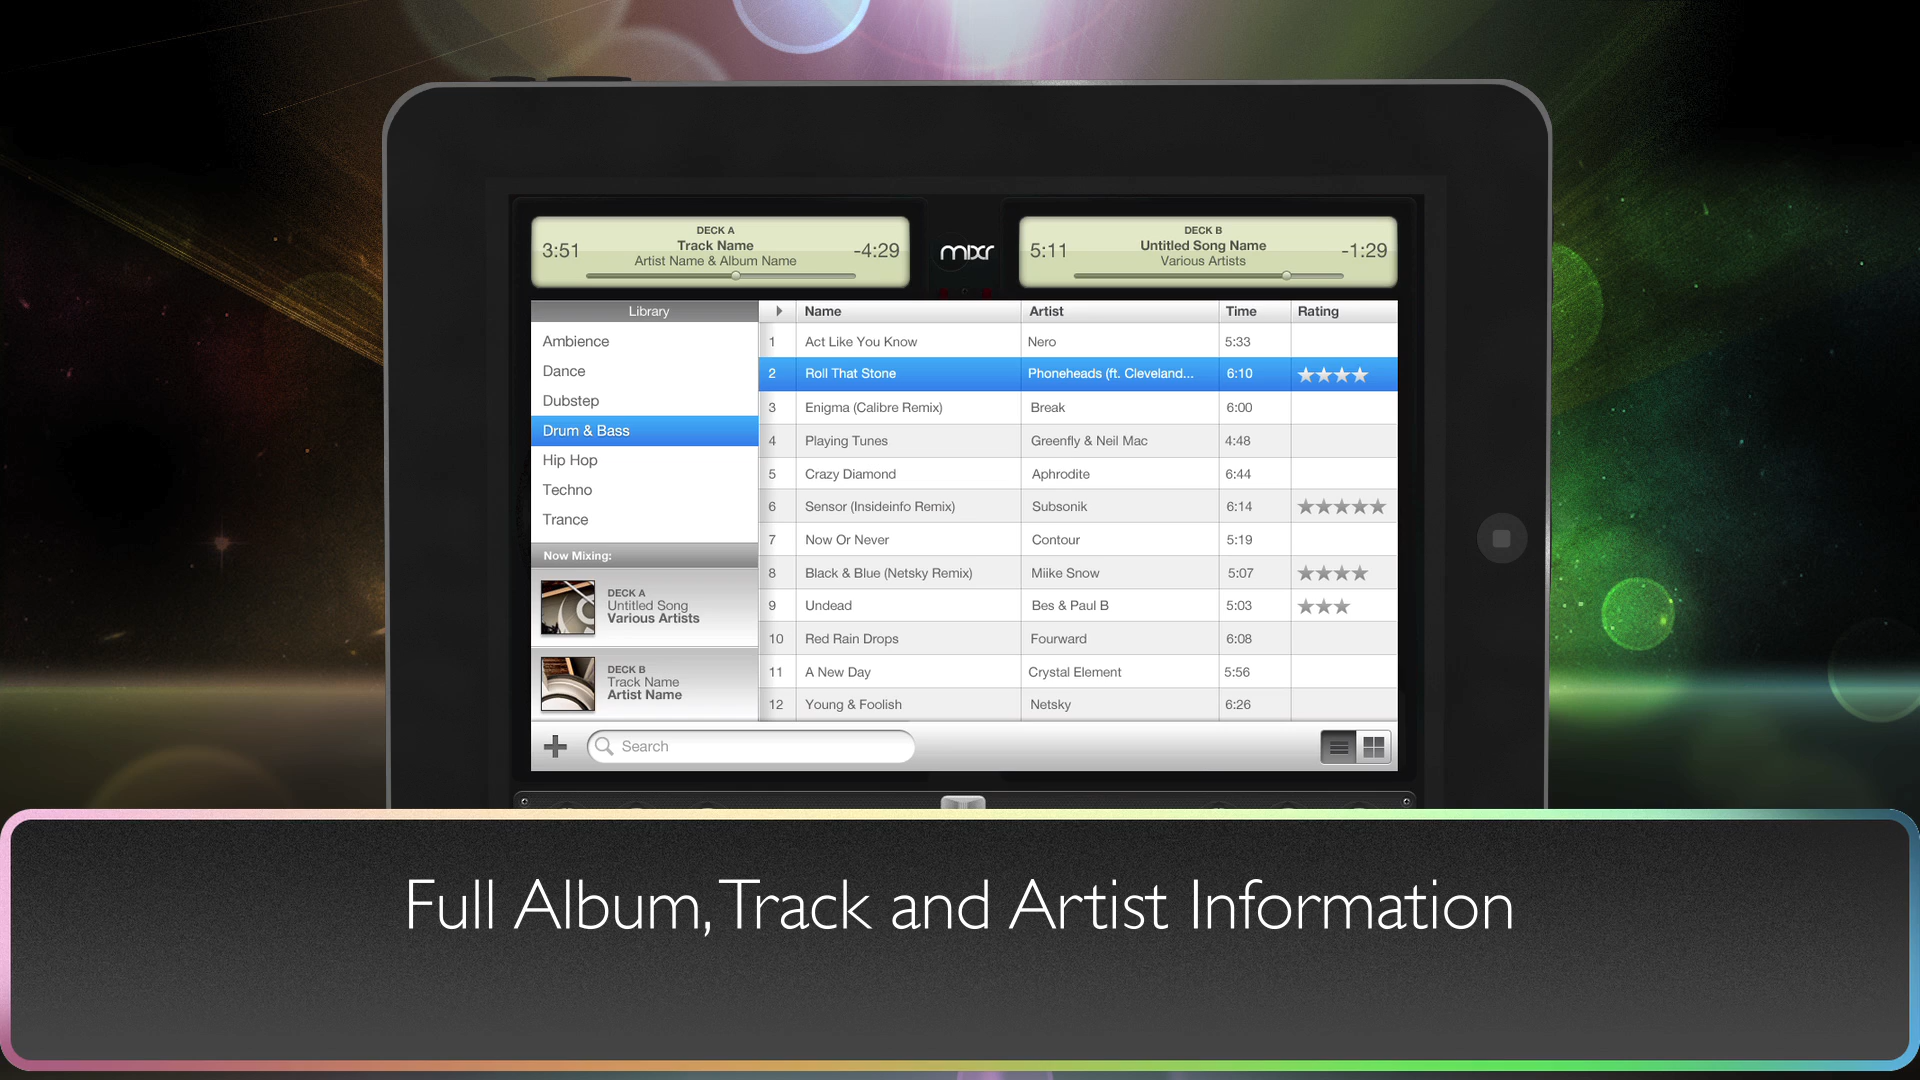 DECK A
3:51 Track Name -4:29
Artist Name & Album Name
mixr
DECK B
5:11 Untitled Song Name -1:29
Various Artists
Library
Ambience
Dance
Dubstep
Drum & Bass
Hip Hop
Techno
Trance
Now Mixing:
DECK A
Untitled Song
Various Artists
DECK B
Track Name
Artist Name
Name Artist Time Rating
1 Act Like You Know Nero 5:33
2 Roll That Stone Phoneheads (ft. Cleveland... 6:10 ★★★★
3 Enigma (Calibre Remix) Break 6:00
4 Playing Tunes Greenfly & Neil Mac 4:48
5 Crazy Diamond Aphrodite 6:44
6 Sensor (Insideinfo Remix) Subsonik 6:14 ★★★★★
7 Now Or Never Contour 5:19
8 Black & Blue (Netsky Remix) Miike Snow 5:07 ★★★★
9 Undead Bes & Paul B 5:03 ★★★
10 Red Rain Drops Fourward 6:08
11 A New Day Crystal Element 5:56
12 Young & Foolish Netsky 6:26
Search
Full Album, Track and Artist Information